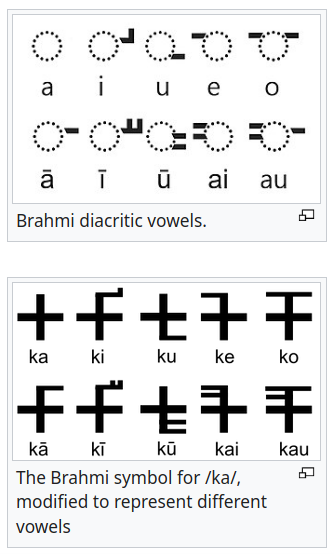 a i u e o
ā ī ū ai au
Brahmi diacritic vowels.
𑀓 𑀓𑀺 𑀓𑀼 𑀓𑁂 𑀓𑁄
ka ki ku ke ko
𑀓𑀸 𑀓𑀻 𑀓𑀽 𑀓𑁃 𑀓𑁅
kā kī kū kai kau
The Brahmi symbol for /ka/,
modified to represent different
vowels